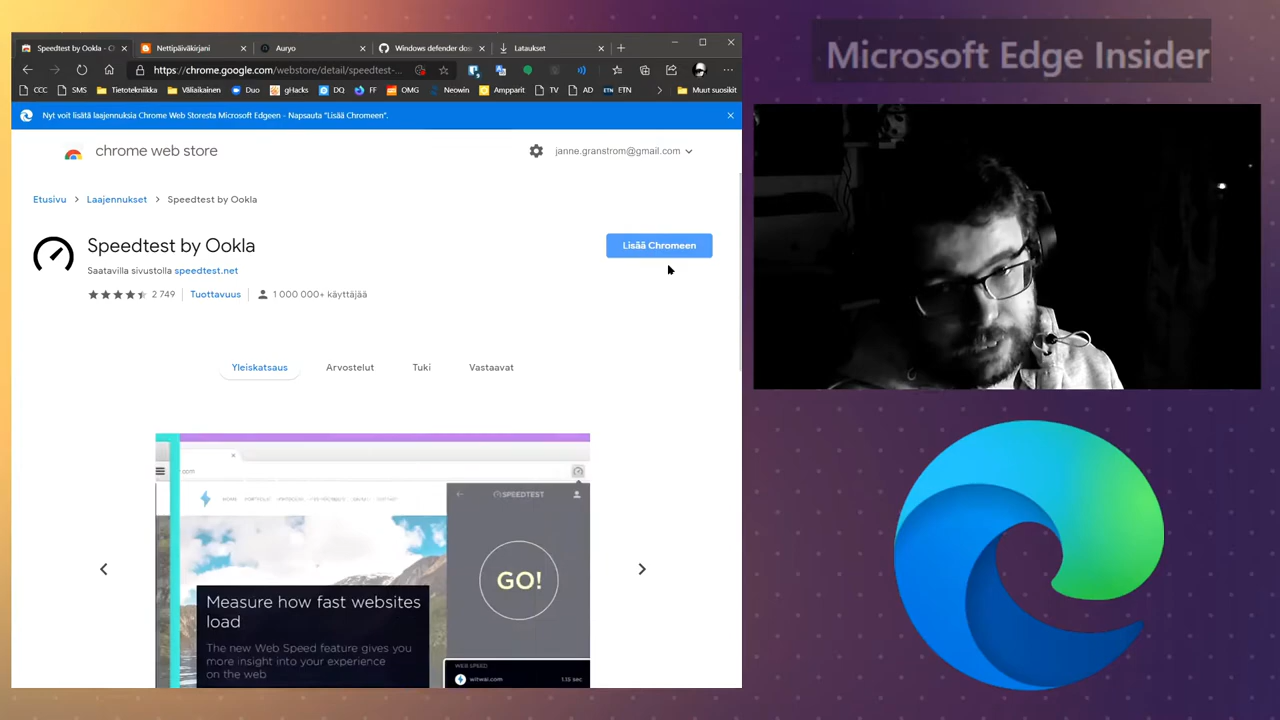 Microsoft Edge Insider
Speedtest by Ookla - C
Nettipäiväkirjani
Auryo
Windows defender dos
Lataukset
https://chrome.google.com/webstore/detail/speedtest-...
CCC
SMS
Tietotekniikka
Väliaikainen
Duo
gHacks
DQ
FF
OMG
Neowin
Ampparit
TV
AD
ETN
ETN
Muut suosikit
Nyt voit lisätä laajennuksia Chrome Web Storesta Microsoft Edgeen - Napsauta "Lisää Chromeen".
chrome web store
janne.granstrom@gmail.com
Etusivu > Laajennukset > Speedtest by Ookla
Speedtest by Ookla
Lisää Chromeen
Saatavilla sivustolla speedtest.net
2 749
Tuottavuus
1 000 000+ käyttäjää
Yleiskatsaus
Arvostelut
Tuki
Vastaavat
SPEEDTEST
GO!
Measure how fast websites
load
The new Web Speed feature gives you
more insight into your experience
on the web
WEB SPEED
1.15 sec